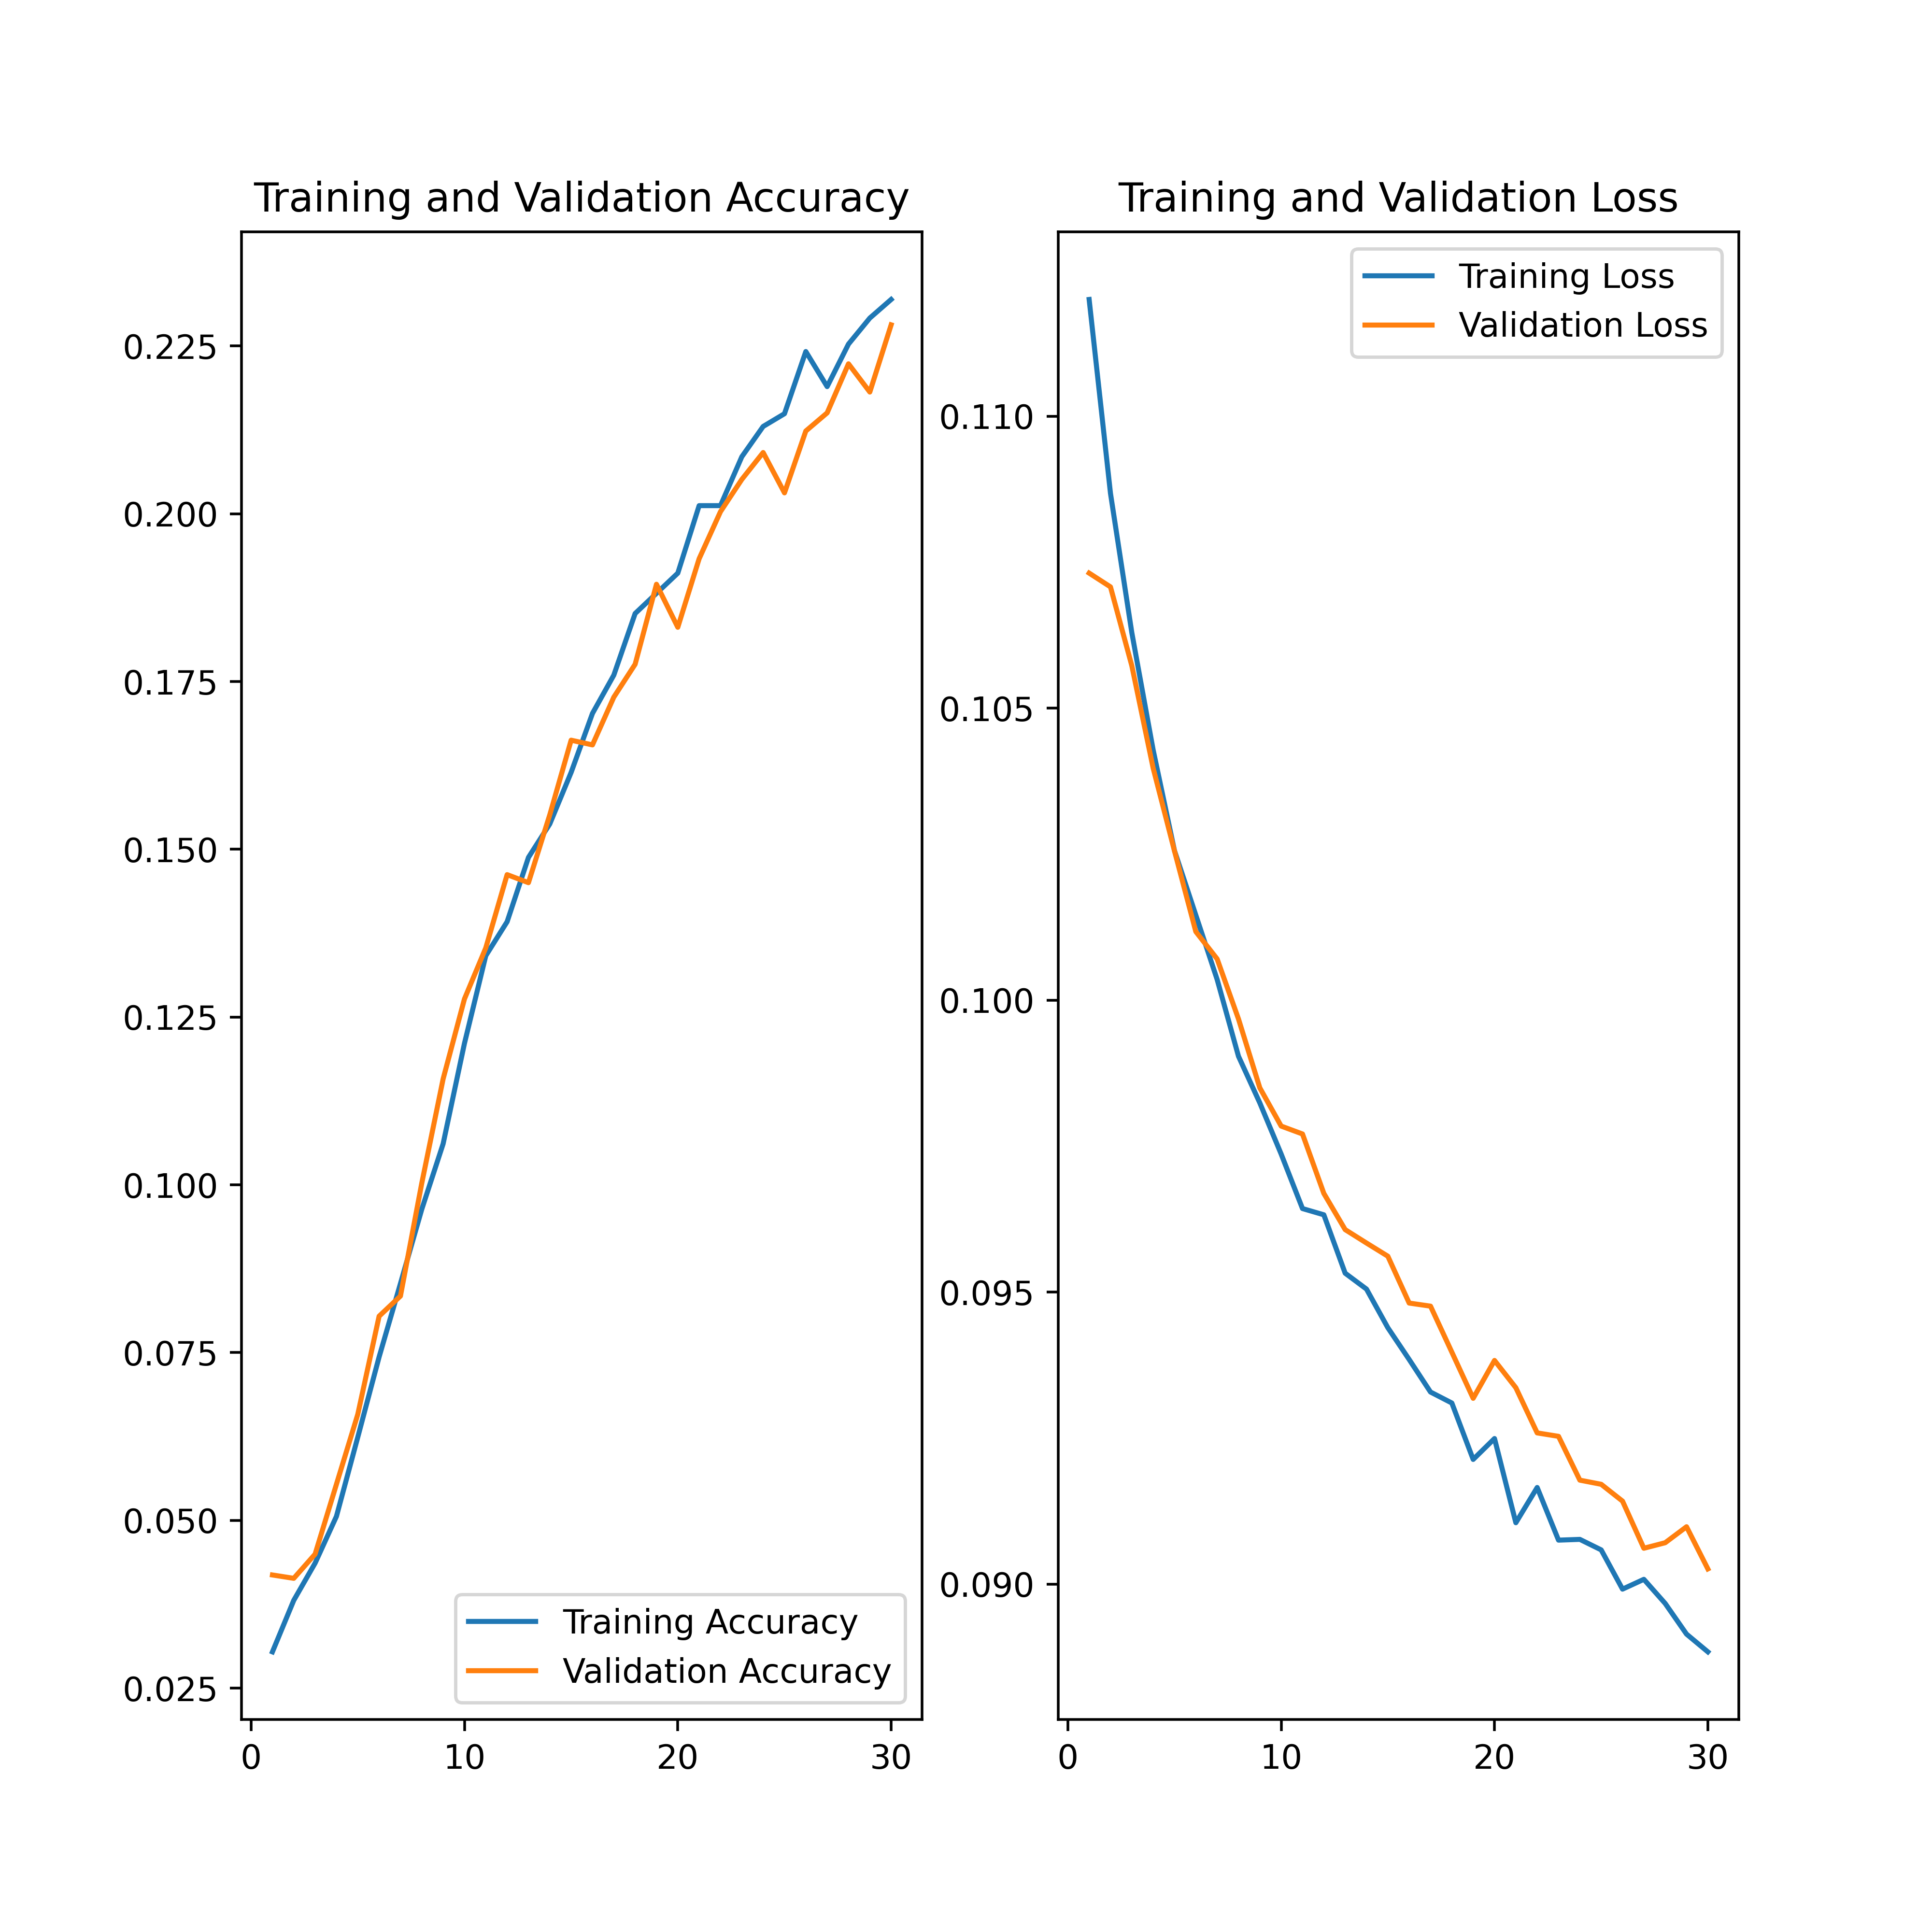 Training and Validation Accuracy
0.225
0.200
0.175
0.150
0.125
0.100
0.075
0.050
0.025
0 10 20 30
Training Accuracy
Validation Accuracy
Training and Validation Loss
Training Loss
Validation Loss
0.110
0.105
0.100
0.095
0.090
0 10 20 30